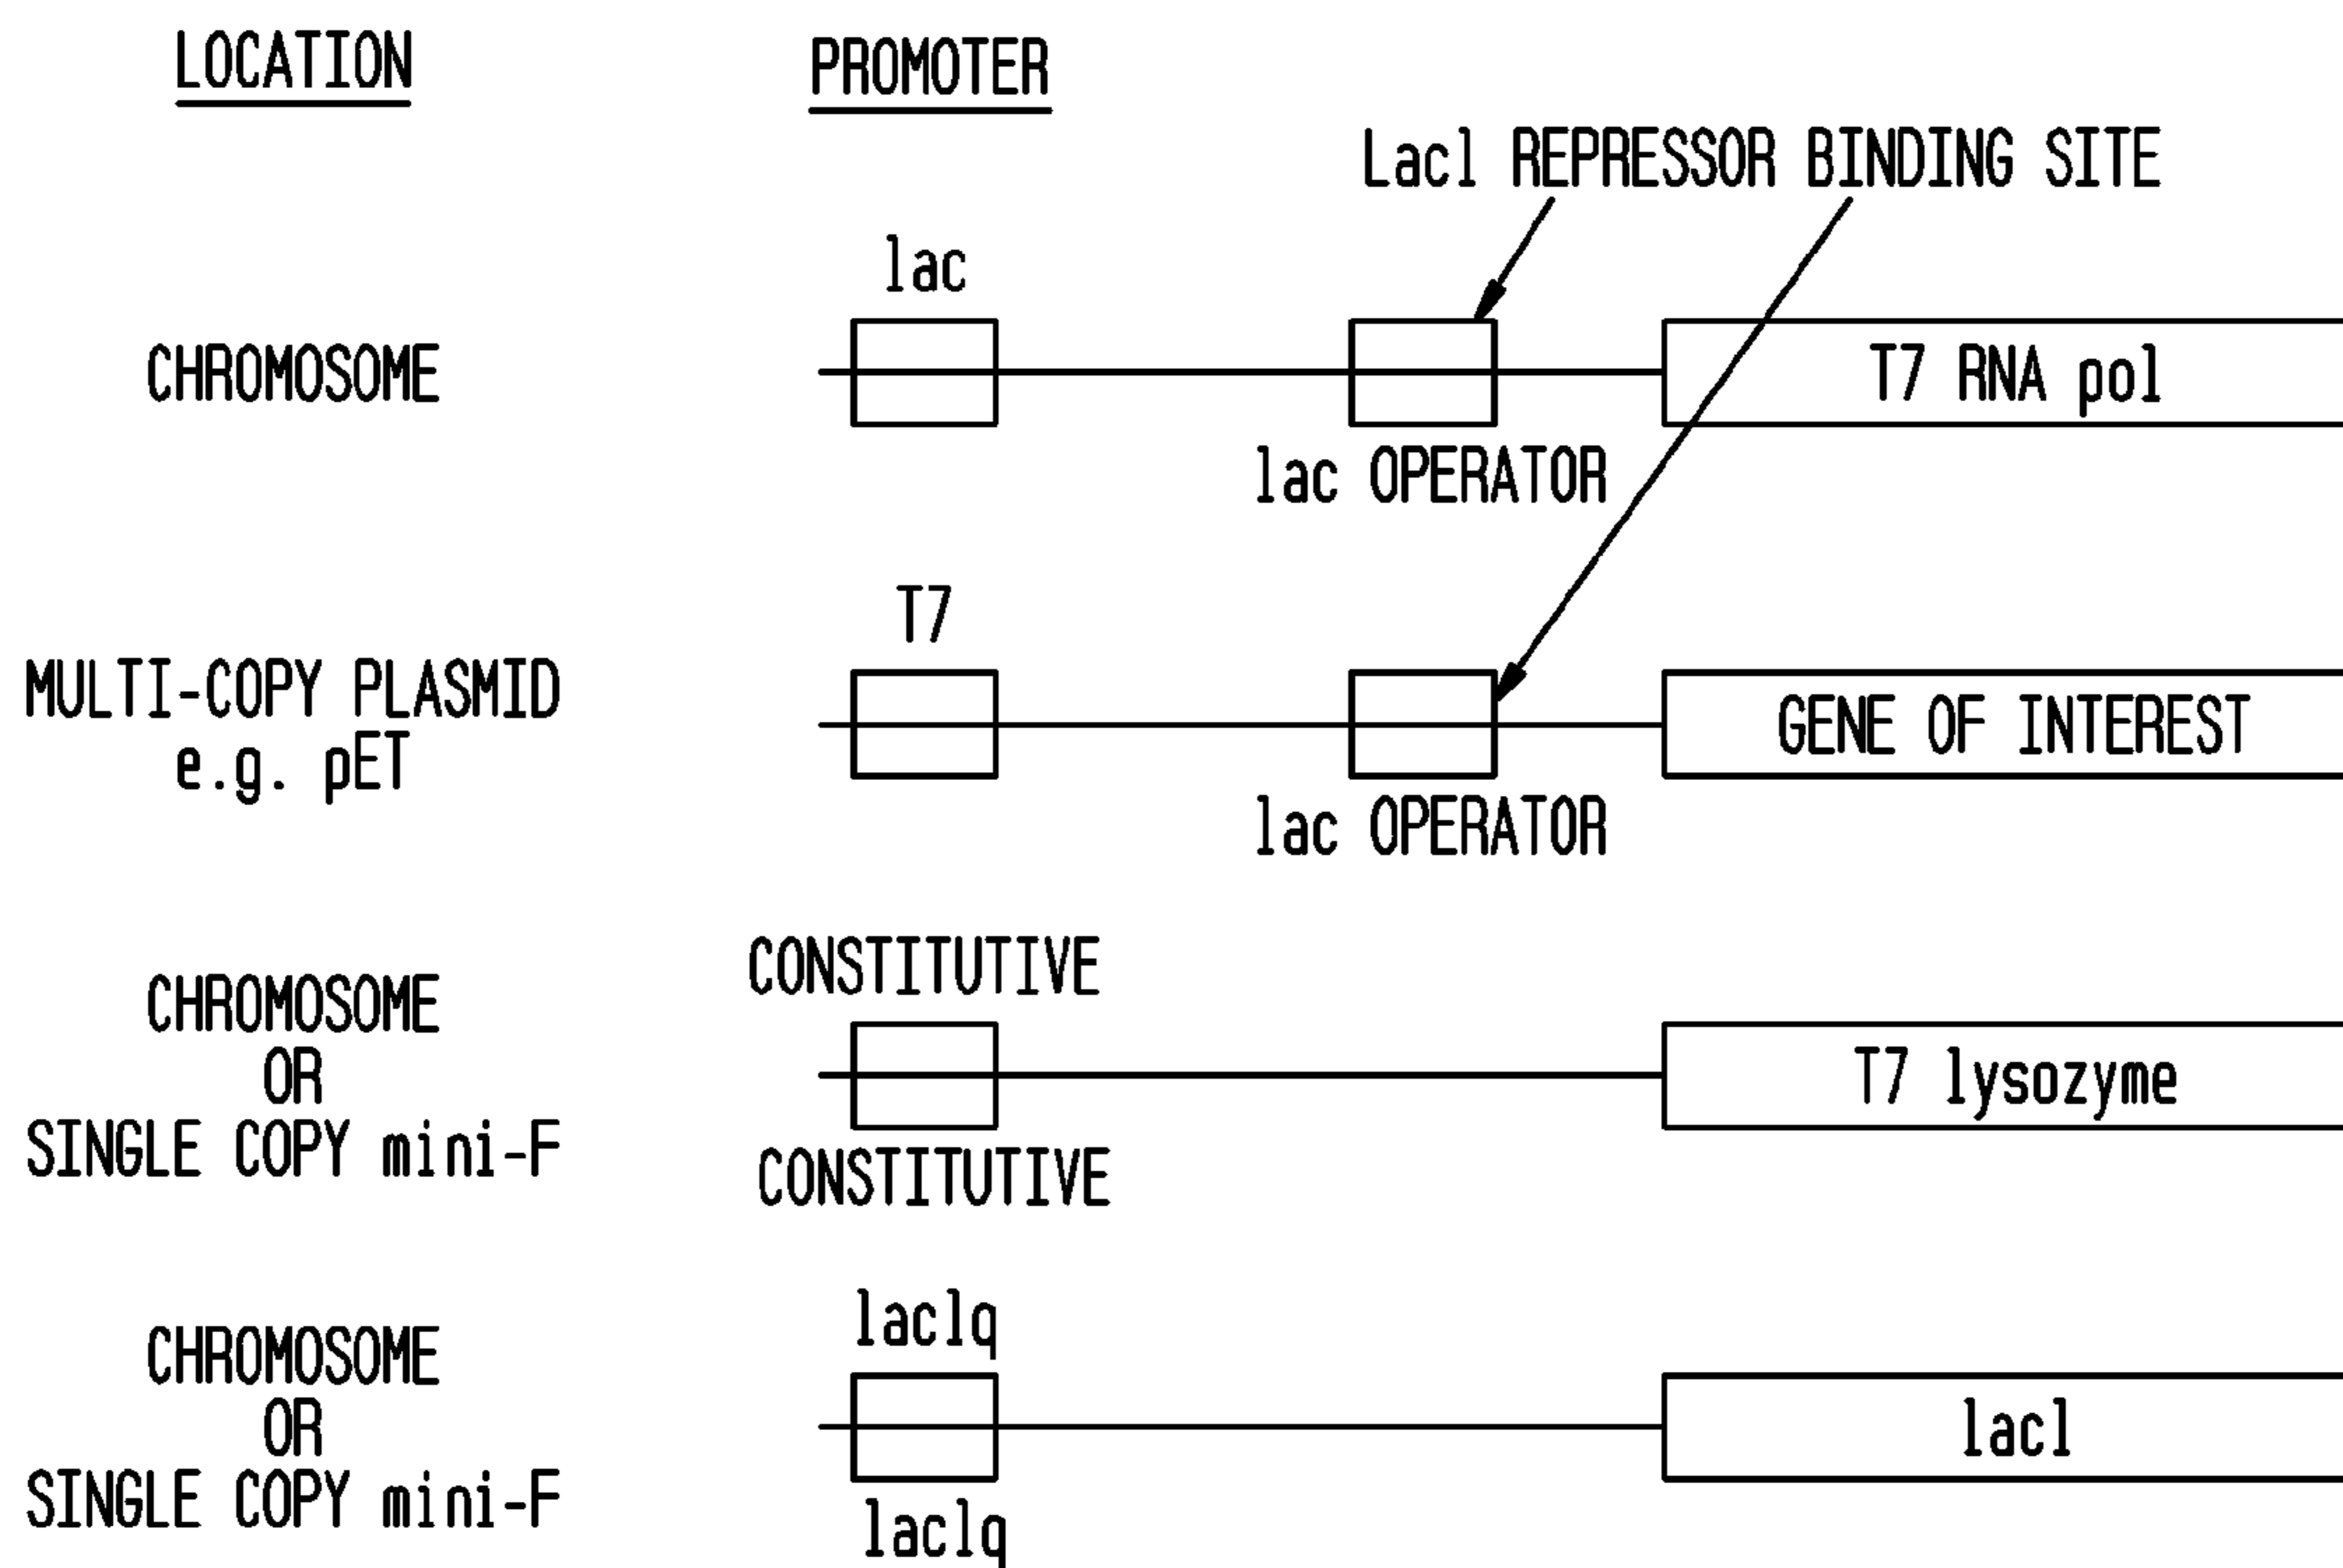 LOCATION
PROMOTER
Lacl REPRESSOR BINDING SITE
lac
CHROMOSOME
T7 RNA pol
lac OPERATOR
T7
MULTI-COPY PLASMID
e.g. pET
GENE OF INTEREST
lac OPERATOR
CONSTITUTIVE
CHROMOSOME
OR
SINGLE COPY mini-F
T7 lysozyme
CONSTITUTIVE
laclq
CHROMOSOME
OR
SINGLE COPY mini-F
lacl
laclq